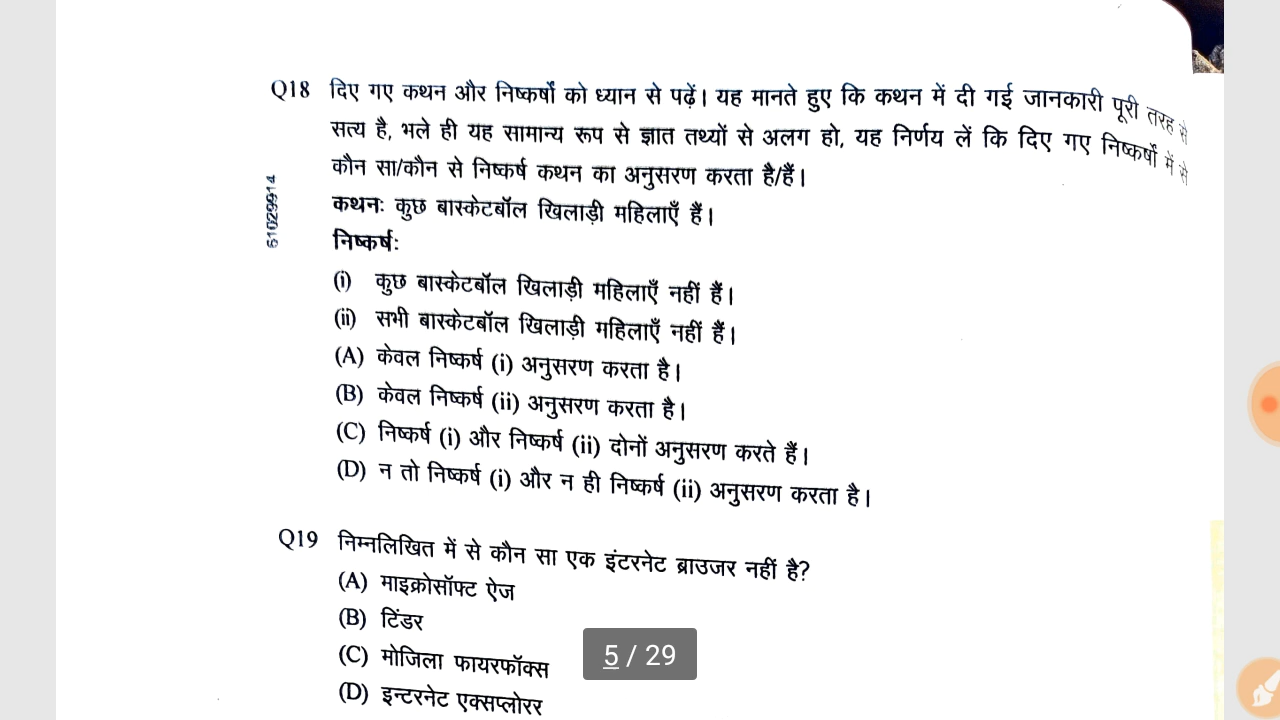 Q18 दिए गए कथन और निष्कर्षों को ध्यान से पढ़ें। यह मानते हुए कि कथन में दी गई जानकारी पूरी तरह से
सत्य है, भले ही यह सामान्य रूप से ज्ञात तथ्यों से अलग हो, यह निर्णय लें कि दिए गए निष्कर्षों में से
कौन सा/कौन से निष्कर्ष कथन का अनुसरण करता है/हैं।
61029914
कथनः कुछ बास्केटबॉल खिलाड़ी महिलाएँ हैं।
निष्कर्षः
(i) कुछ बास्केटबॉल खिलाड़ी महिलाएँ नहीं हैं।
(ii) सभी बास्केटबॉल खिलाड़ी महिलाएँ नहीं हैं।
(A) केवल निष्कर्ष (i) अनुसरण करता है।
(B) केवल निष्कर्ष (ii) अनुसरण करता है।
(C) निष्कर्ष (i) और निष्कर्ष (ii) दोनों अनुसरण करते हैं।
(D) न तो निष्कर्ष (i) और न ही निष्कर्ष (ii) अनुसरण करता है।
Q19 निम्नलिखित में से कौन सा एक इंटरनेट ब्राउजर नहीं है?
(A) माइक्रोसॉफ्ट ऐज
(B) टिंडर
(C) मोजिला फायरफॉक्स
5 / 29
(D) इन्टरनेट एक्सप्लोरर